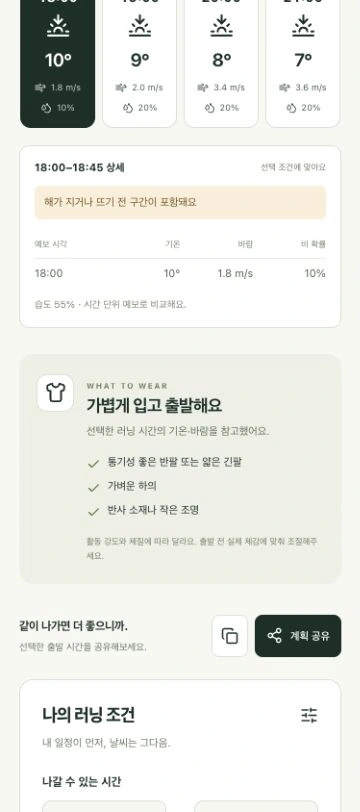 10° 9° 8° 7°
1.8 m/s 2.0 m/s 3.4 m/s 3.6 m/s
10% 20% 20% 20%
18:00–18:45 상세 선택 조건에 맞아요
해가 지거나 뜨기 전 구간이 포함돼요
예보 시각 기온 바람 비 확률
18:00 10° 1.8 m/s 10%
습도 55% · 시간 단위 예보로 비교해요.
WHAT TO WEAR
가볍게 입고 출발해요
선택한 러닝 시간의 기온·바람을 참고했어요.
통기성 좋은 반팔 또는 얇은 긴팔
가벼운 하의
반사 소재나 작은 조명
활동 강도와 체질에 따라 달라요. 출발 전 실제 체감에 맞춰 조절해주
세요.
같이 나가면 더 좋으니까.
선택한 출발 시간을 공유해보세요.
계획 공유
나의 러닝 조건
내 일정이 먼저, 날씨는 그다음.
나갈 수 있는 시간